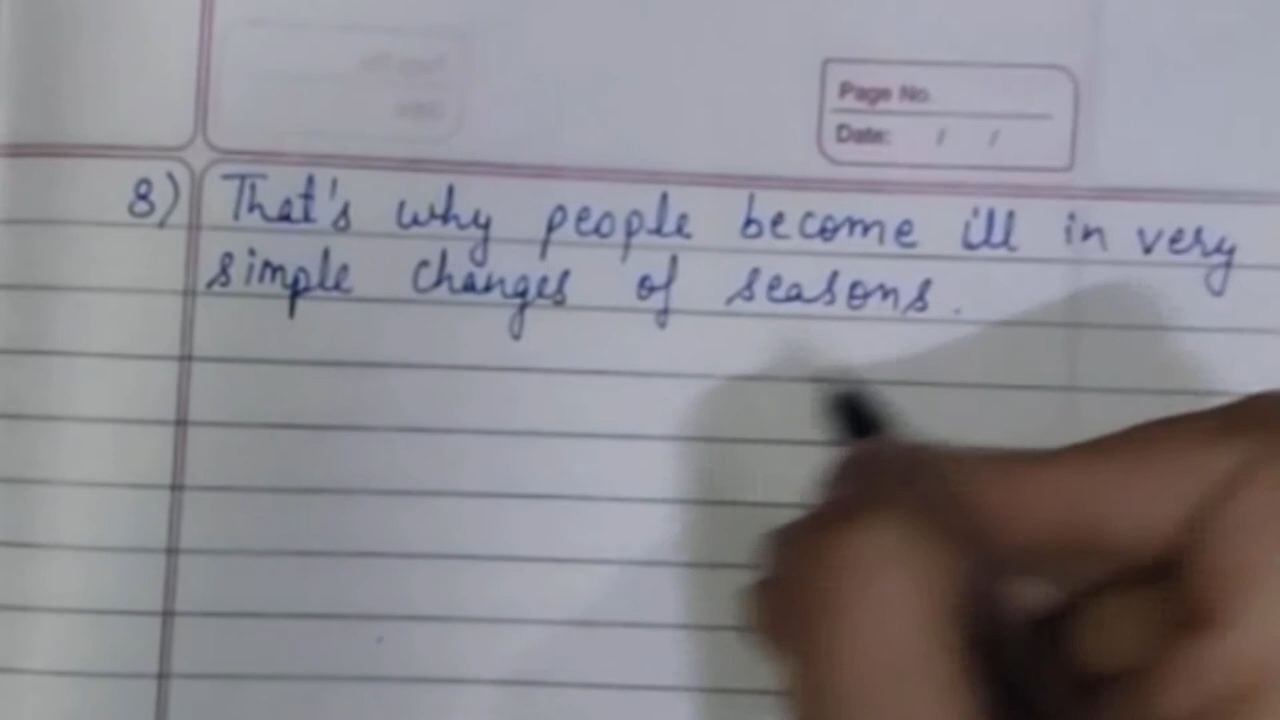 Page No.
Date: / /
8) That's why people become ill in very
simple changes of seasons.